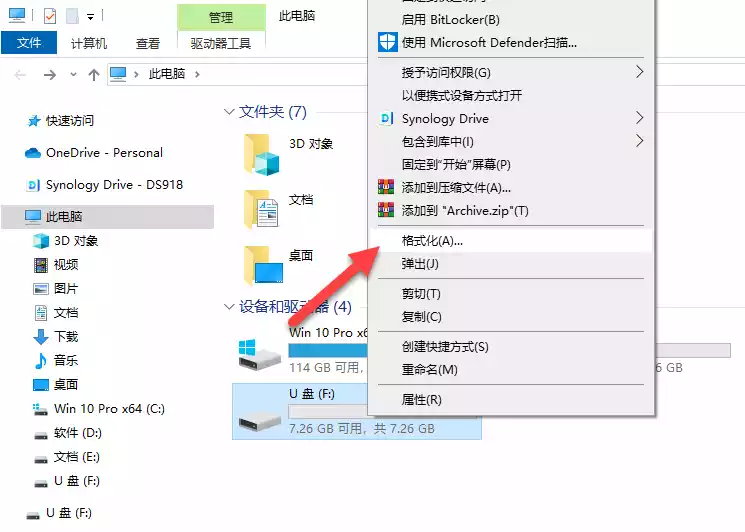 管理
此电脑
文件
计算机
查看
驱动器工具
此电脑
快速访问
OneDrive - Personal
Synology Drive - DS918
此电脑
3D 对象
视频
图片
文档
下载
音乐
桌面
Win 10 Pro x64 (C:)
软件 (D:)
文档 (E:)
U 盘 (F:)
U 盘 (F:)
文件夹 (7)
3D 对象
文档
桌面
设备和驱动器 (4)
Win 10 Pro x6
114 GB 可用,
U 盘 (F:)
7.26 GB 可用, 共 7.26 GB
启用 BitLocker(B)
使用 Microsoft Defender扫描...
授予访问权限(G)
以便携式设备方式打开
Synology Drive
包含到库中(I)
固定到"开始"屏幕(P)
添加到压缩文件(A)...
添加到 "Archive.zip"(T)
格式化(A)...
弹出(J)
剪切(T)
复制(C)
创建快捷方式(S)
重命名(M)
属性(R)